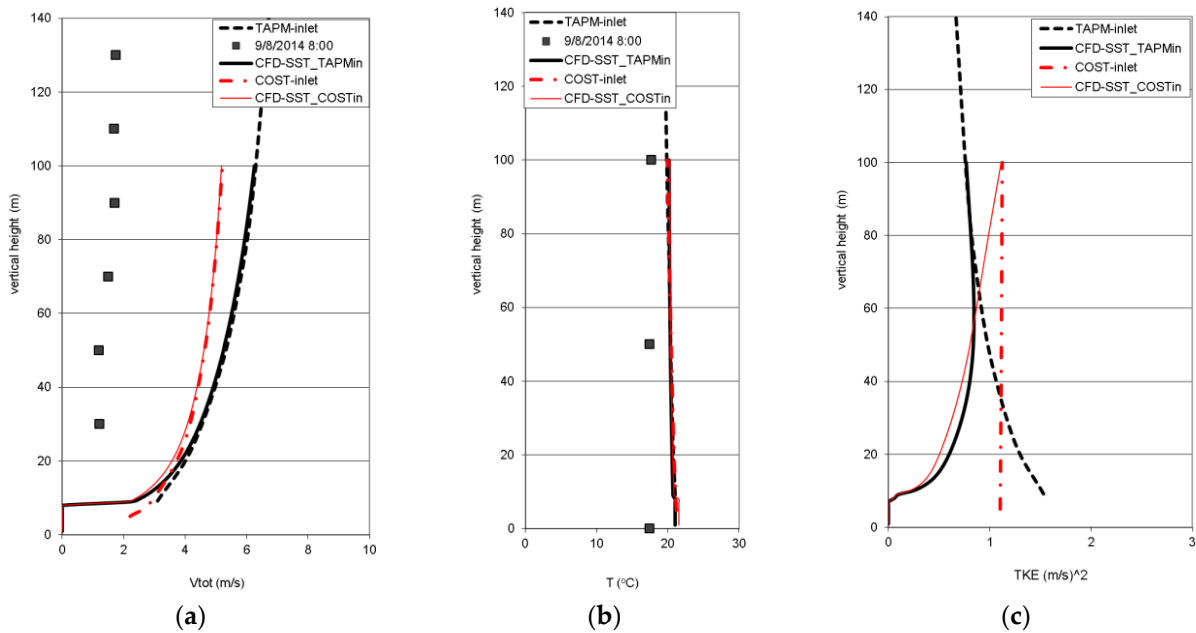 TAPM-inlet
9/8/2014 8:00
CFD-SST_TAPMin
COST-inlet
CFD-SST_COSTin
140
120
100
80
60
40
20
0
vertical height (m)
0 2 4 6 8 10
Vtot (m/s)
(a)
TAPM-inlet
9/8/2014 8:00
CFD-SST_TAPMin
COST-inlet
CFD-SST_COSTin
140
120
100
80
60
40
20
0
vertical height (m)
0 10 20 30
T (°C)
(b)
TAPM-inlet
CFD-SST_TAPMin
COST-inlet
CFD-SST_COSTin
140
120
100
80
60
40
20
0
vertical height (m)
0 1 2 3
TKE (m/s)^2
(c)